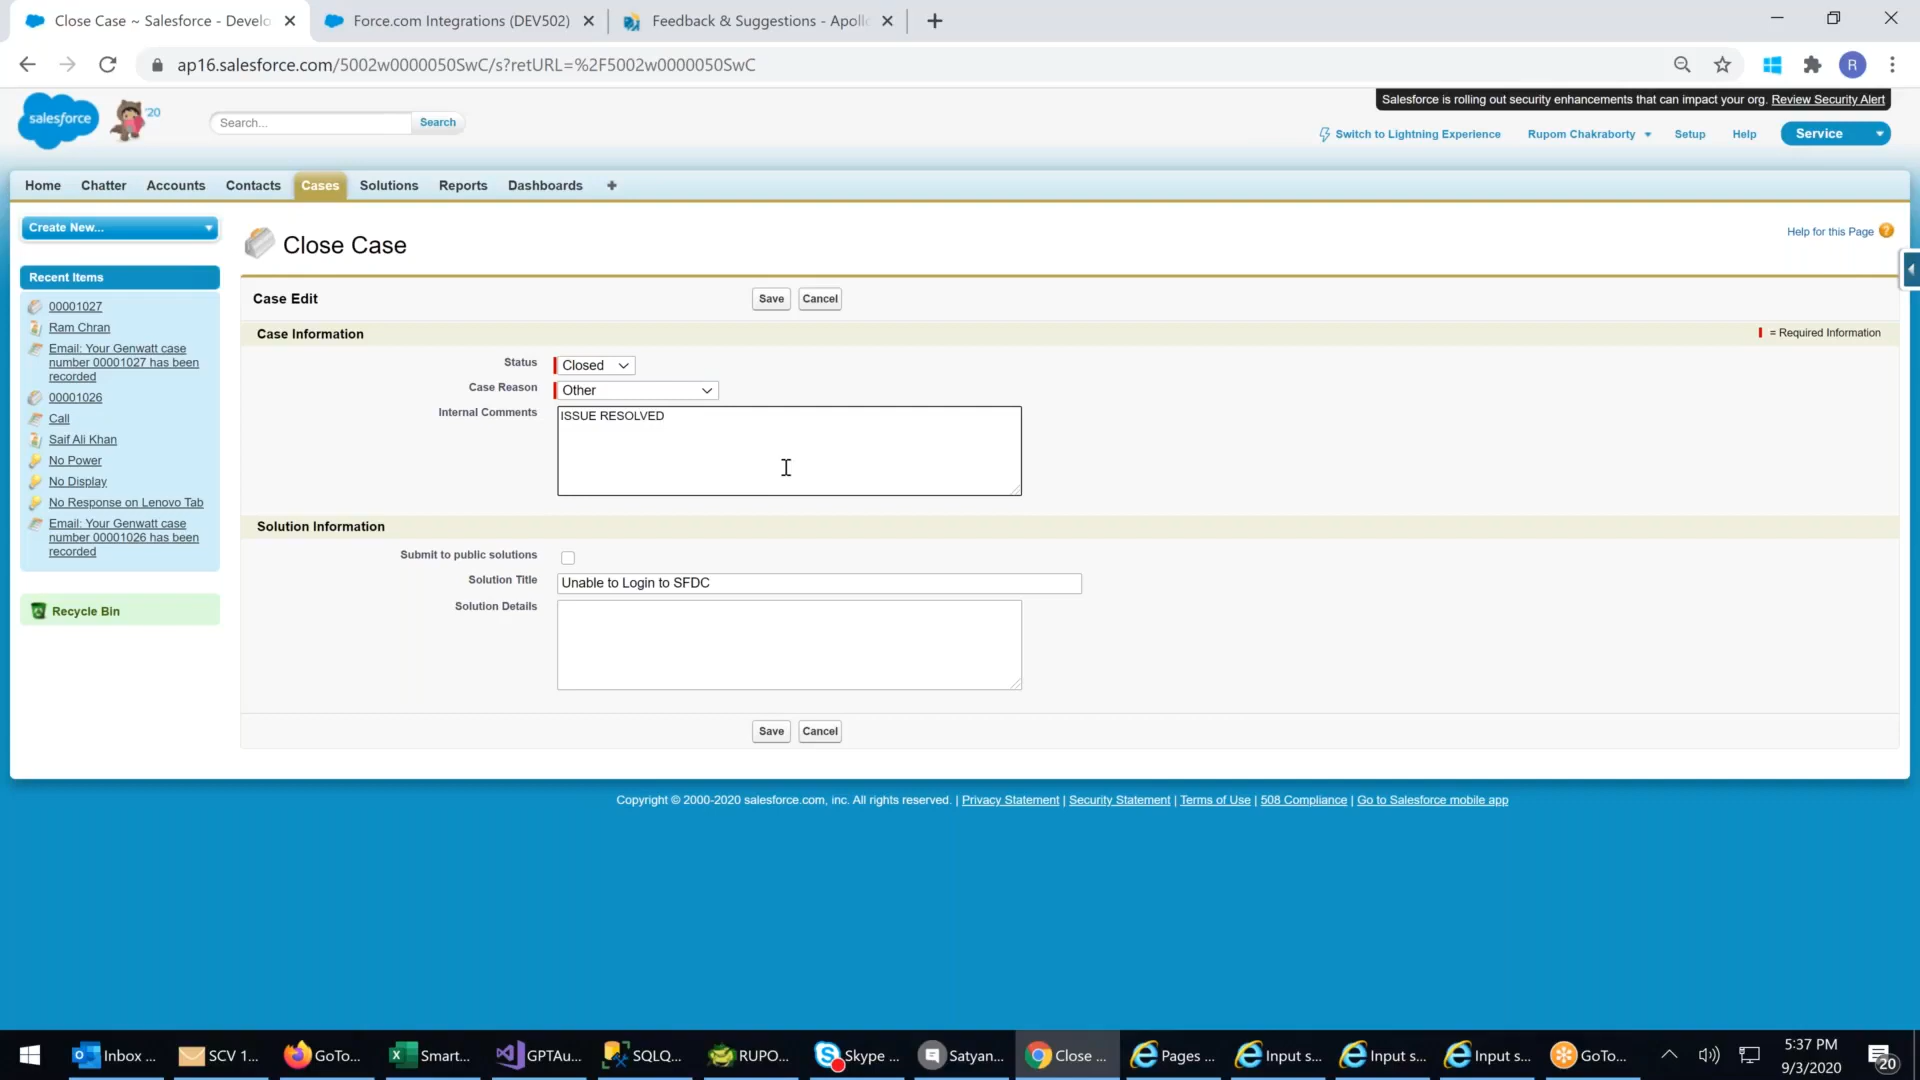 Close Case ~ Salesforce - Develo
Force.com Integrations (DEV502)
Feedback & Suggestions - Apoll
ap16.salesforce.com/5002w0000050SwC/s?retURL=%2F5002w0000050SwC
R
Salesforce is rolling out security enhancements that can impact your org. Review Security Alert
salesforce
'20
Search...
Search
Switch to Lightning Experience
Rupom Chakraborty
Setup
Help
Service
Home
Chatter
Accounts
Contacts
Cases
Solutions
Reports
Dashboards
Create New...
Close Case
Help for this Page
Recent Items
00001027
Ram Chran
Email: Your Genwatt case
number 00001027 has been
recorded
00001026
Call
Saif Ali Khan
No Power
No Display
No Response on Lenovo Tab
Email: Your Genwatt case
number 00001026 has been
recorded
Recycle Bin
Case Edit
Save
Cancel
Case Information
= Required Information
Status
Closed
Case Reason
Other
Internal Comments
ISSUE RESOLVED
Solution Information
Submit to public solutions
Solution Title
Unable to Login to SFDC
Solution Details
Save
Cancel
Copyright © 2000-2020 salesforce.com, inc. All rights reserved. | Privacy Statement | Security Statement | Terms of Use | 508 Compliance | Go to Salesforce mobile app
Inbox ...
SCV 1...
GoTo...
Smart...
GPTAu...
SQLQ...
RUPO...
Skype ...
Satyan...
Close ...
Pages ...
Input s...
Input s...
Input s...
GoTo...
5:37 PM
9/3/2020
20